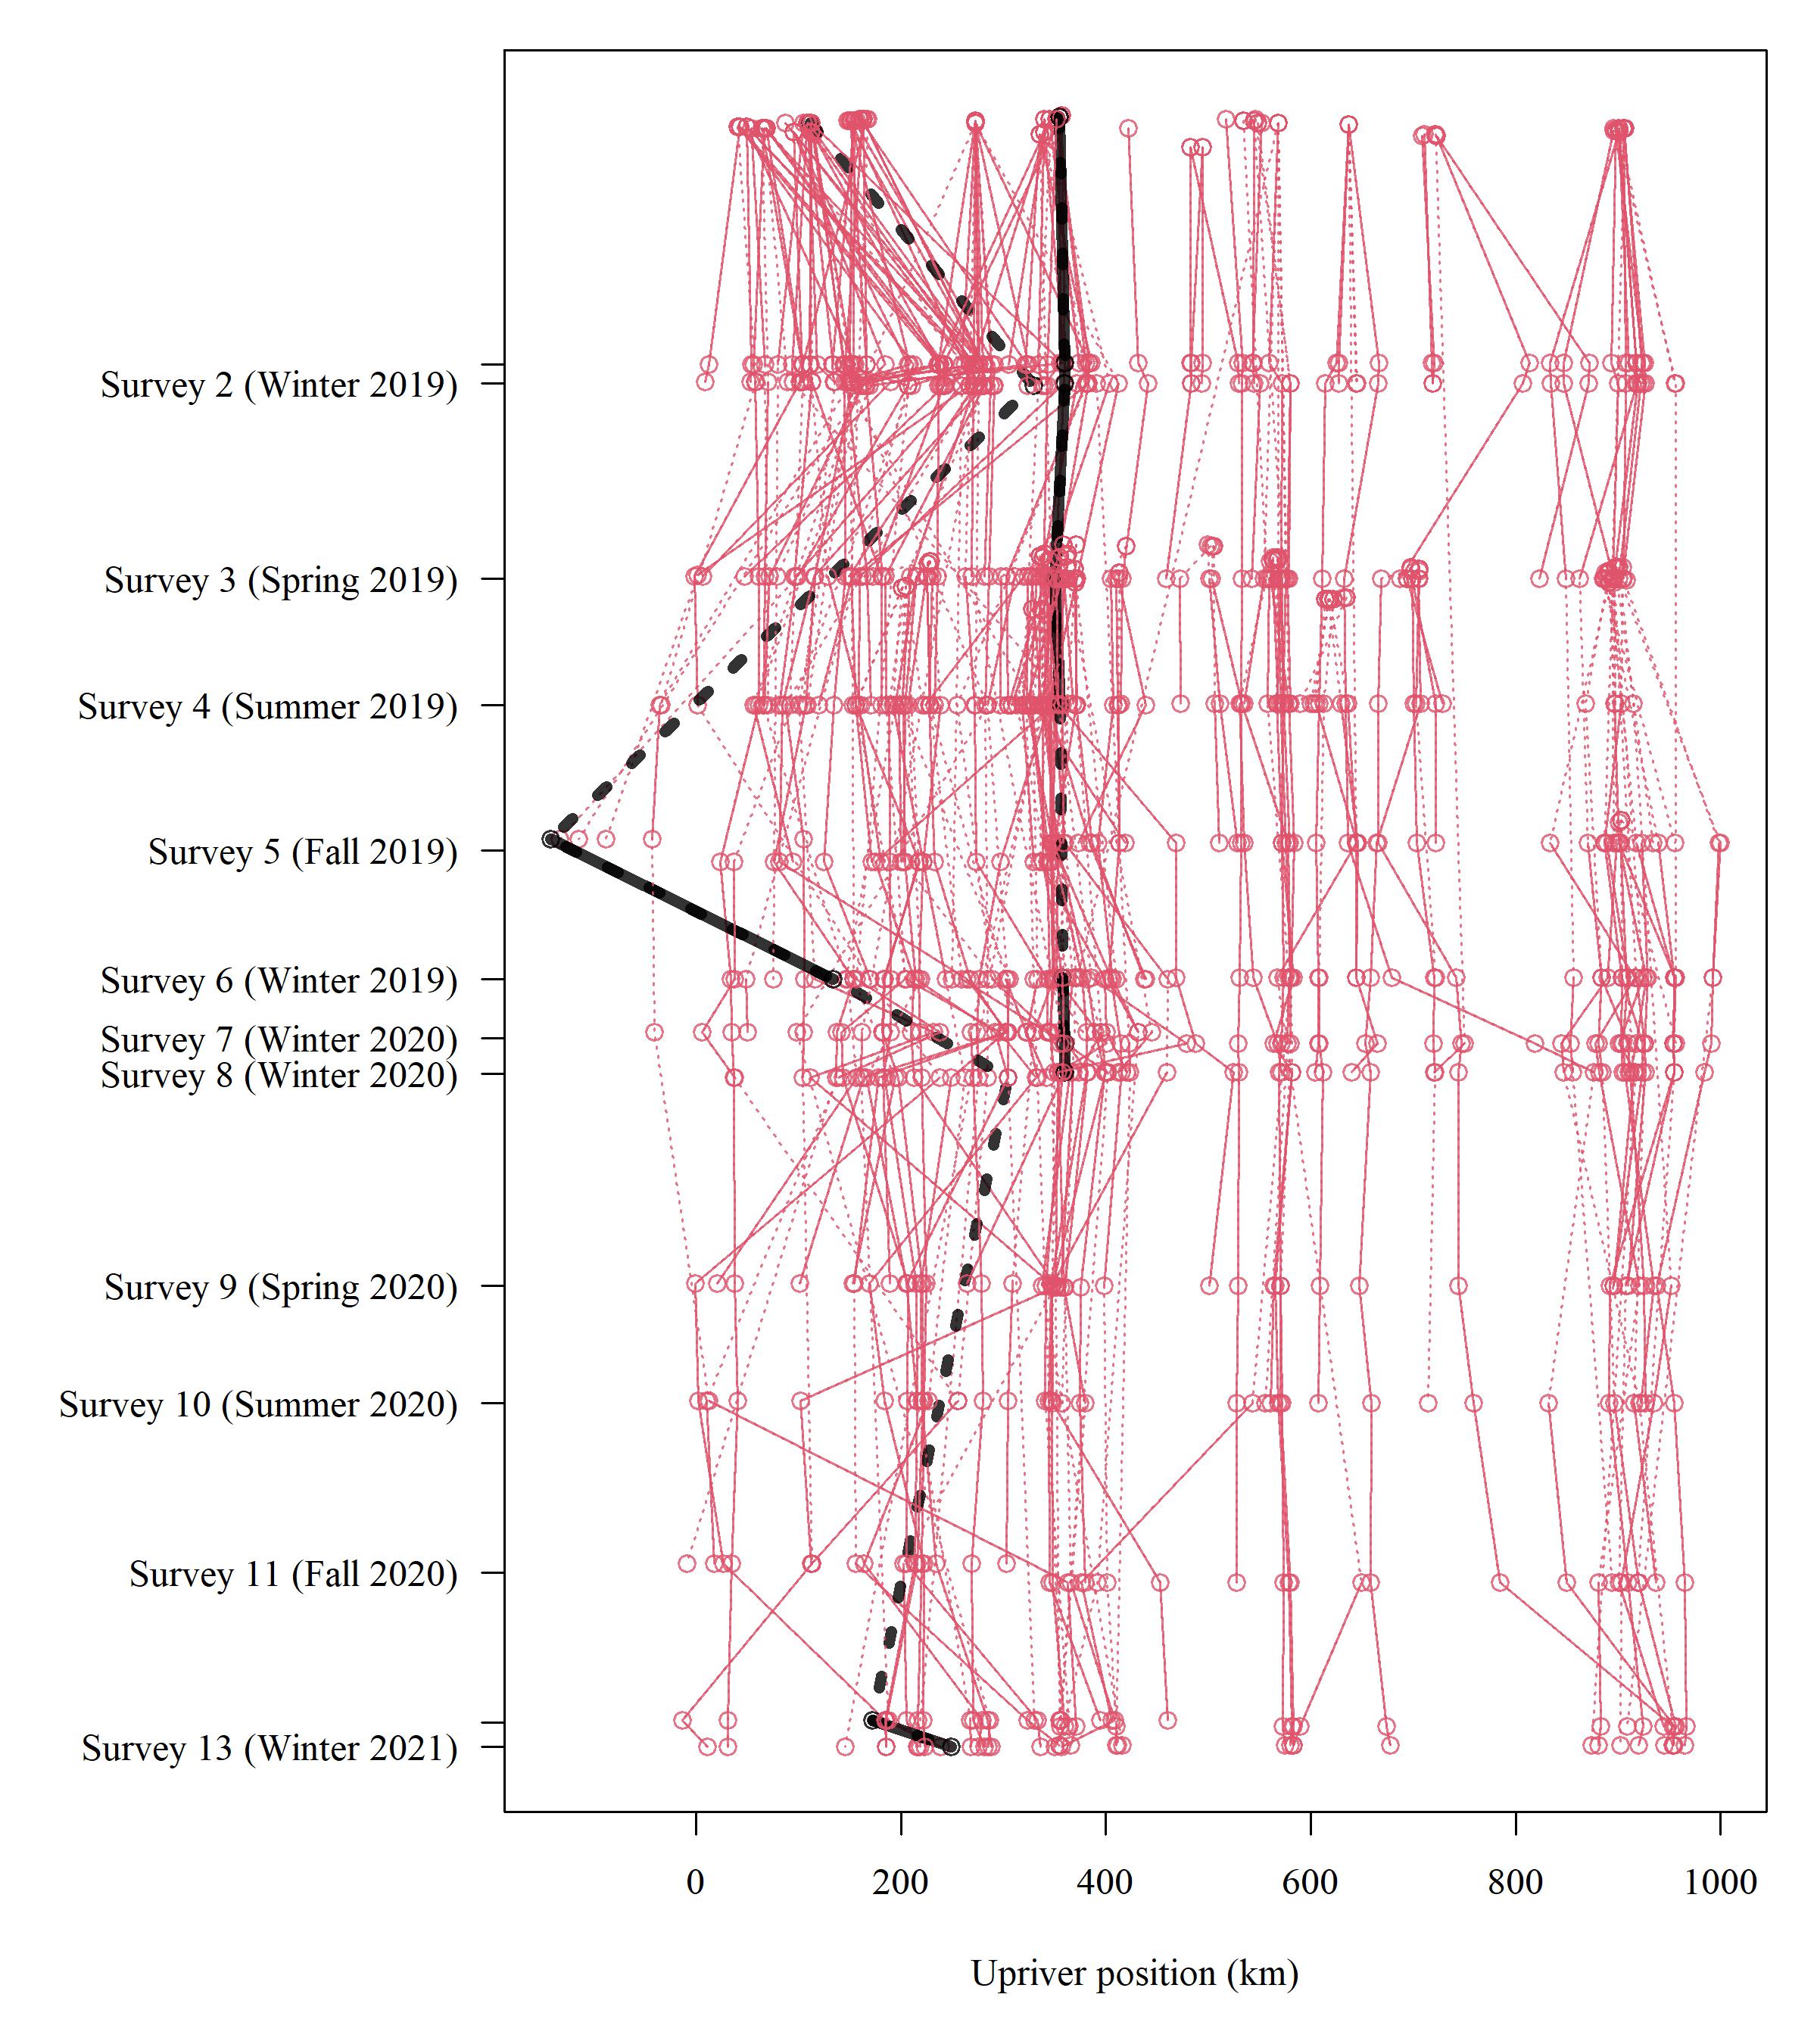 Survey 2 (Winter 2019)
Survey 3 (Spring 2019)
Survey 4 (Summer 2019)
Survey 5 (Fall 2019)
Survey 6 (Winter 2019)
Survey 7 (Winter 2020)
Survey 8 (Winter 2020)
Survey 9 (Spring 2020)
Survey 10 (Summer 2020)
Survey 11 (Fall 2020)
Survey 13 (Winter 2021)
0 200 400 600 800 1000
Upriver position (km)